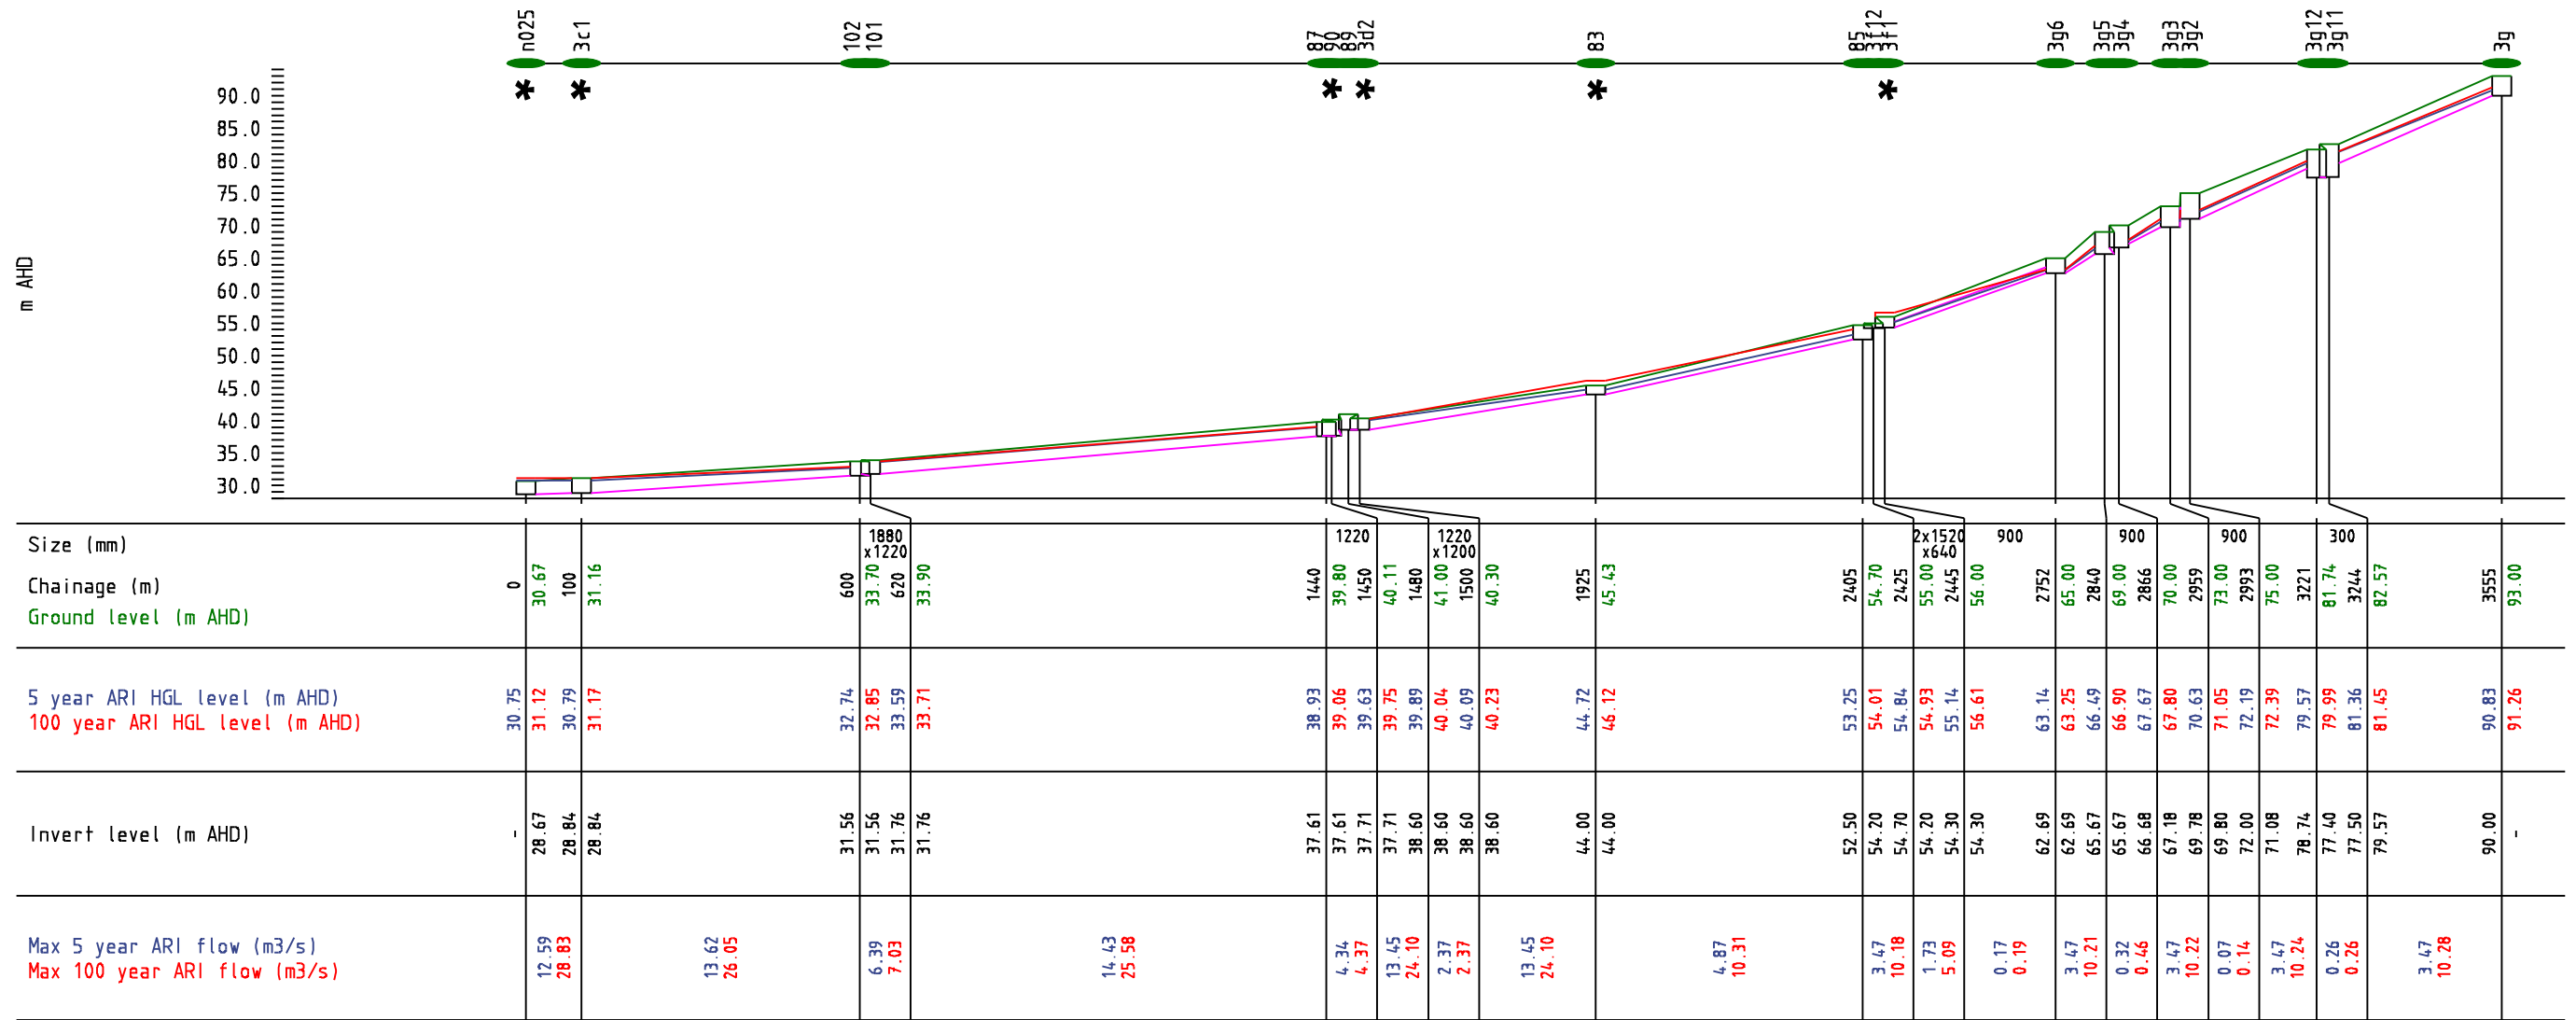 n025 3c1 102 101 87 90 89 3d2 83 85 3f12 3f1 3g6 3g5 3g4 3g3 3g2 3g12 3g11 3g
* * * * * *
m AHD
90.0
85.0
80.0
75.0
70.0
65.0
60.0
55.0
50.0
45.0
40.0
35.0
30.0
Size (mm)
1880
x1220
1220
1220
x1200
2x1520
x640
900
900
900
300
Chainage (m)
0 100 600 620 1440 1450 1480 1500 1925 2405 2425 2445 2752 2840 2866 2959 2993 3221 3244 3555
Ground level (m AHD)
30.67 31.16 33.70 33.90 39.80 40.11 41.00 40.30 45.43 54.70 55.00 56.00 65.00 69.00 70.00 73.00 75.00 81.74 82.57 93.00
5 year ARI HGL level (m AHD)
30.75 30.79 32.74 33.59 38.93 39.63 39.89 40.09 44.72 53.25 54.84 55.14 63.14 66.49 67.67 70.63 72.19 79.57 81.36 90.83
100 year ARI HGL level (m AHD)
31.12 31.17 32.85 33.71 39.06 39.75 40.04 40.23 46.12 54.01 54.93 56.61 63.25 66.90 67.80 71.05 72.39 79.99 81.45 91.26
Invert level (m AHD)
- 28.67 28.84 28.84 31.56 31.56 31.76 31.76 37.61 37.61 37.71 37.71 38.60 38.60 38.60 38.60 44.00 44.00 52.50 54.20 54.70 54.20 54.30 54.30 62.69 62.69 65.67 65.67 66.68 67.18 69.78 69.80 72.00 71.08 78.74 77.40 77.50 79.57 90.00 -
Max 5 year ARI flow (m3/s)
12.59 13.62 6.39 14.43 4.34 13.45 2.37 13.45 4.87 3.47 1.73 0.17 3.47 0.32 3.47 0.07 3.47 0.26 3.47
Max 100 year ARI flow (m3/s)
28.83 26.05 7.03 25.58 4.37 24.10 2.37 24.10 10.31 10.18 5.09 0.19 10.21 0.46 10.22 0.14 10.24 0.26 10.28